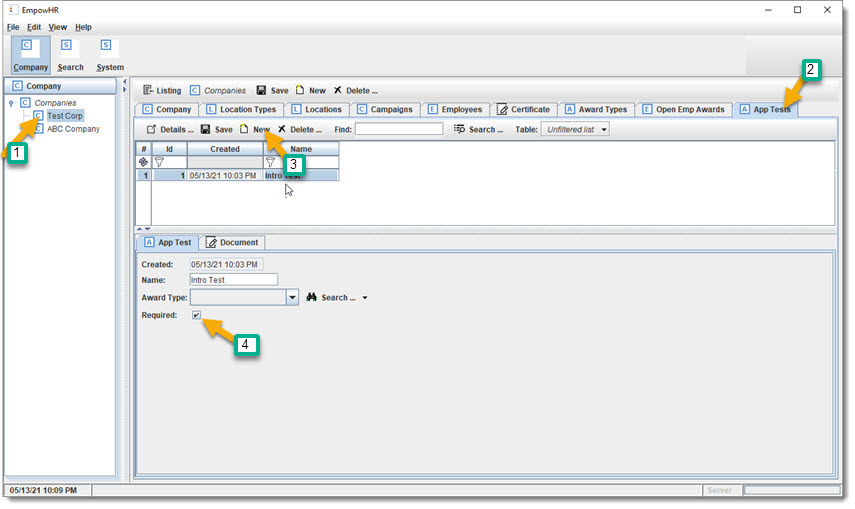 EmpowHR
File Edit View Help
C S S
Company Search System
C Company
C Companies
C Test Corp
C ABC Company
1
Listing C Companies Save New Delete ...
2
C Company L Location Types L Locations C Campaigns E Employees Certificate A Award Types E Open Emp Awards A App Tests
Details ... Save New Delete ... Find: Search ... Table: Unfiltered list
3
# Id Created Name
1 1 05/13/21 10:03 PM Intro Test
A App Test Document
Created: 05/13/21 10:03 PM
Name: Intro Test
Award Type: Search ...
Required:
4
05/13/21 10:09 PM Server